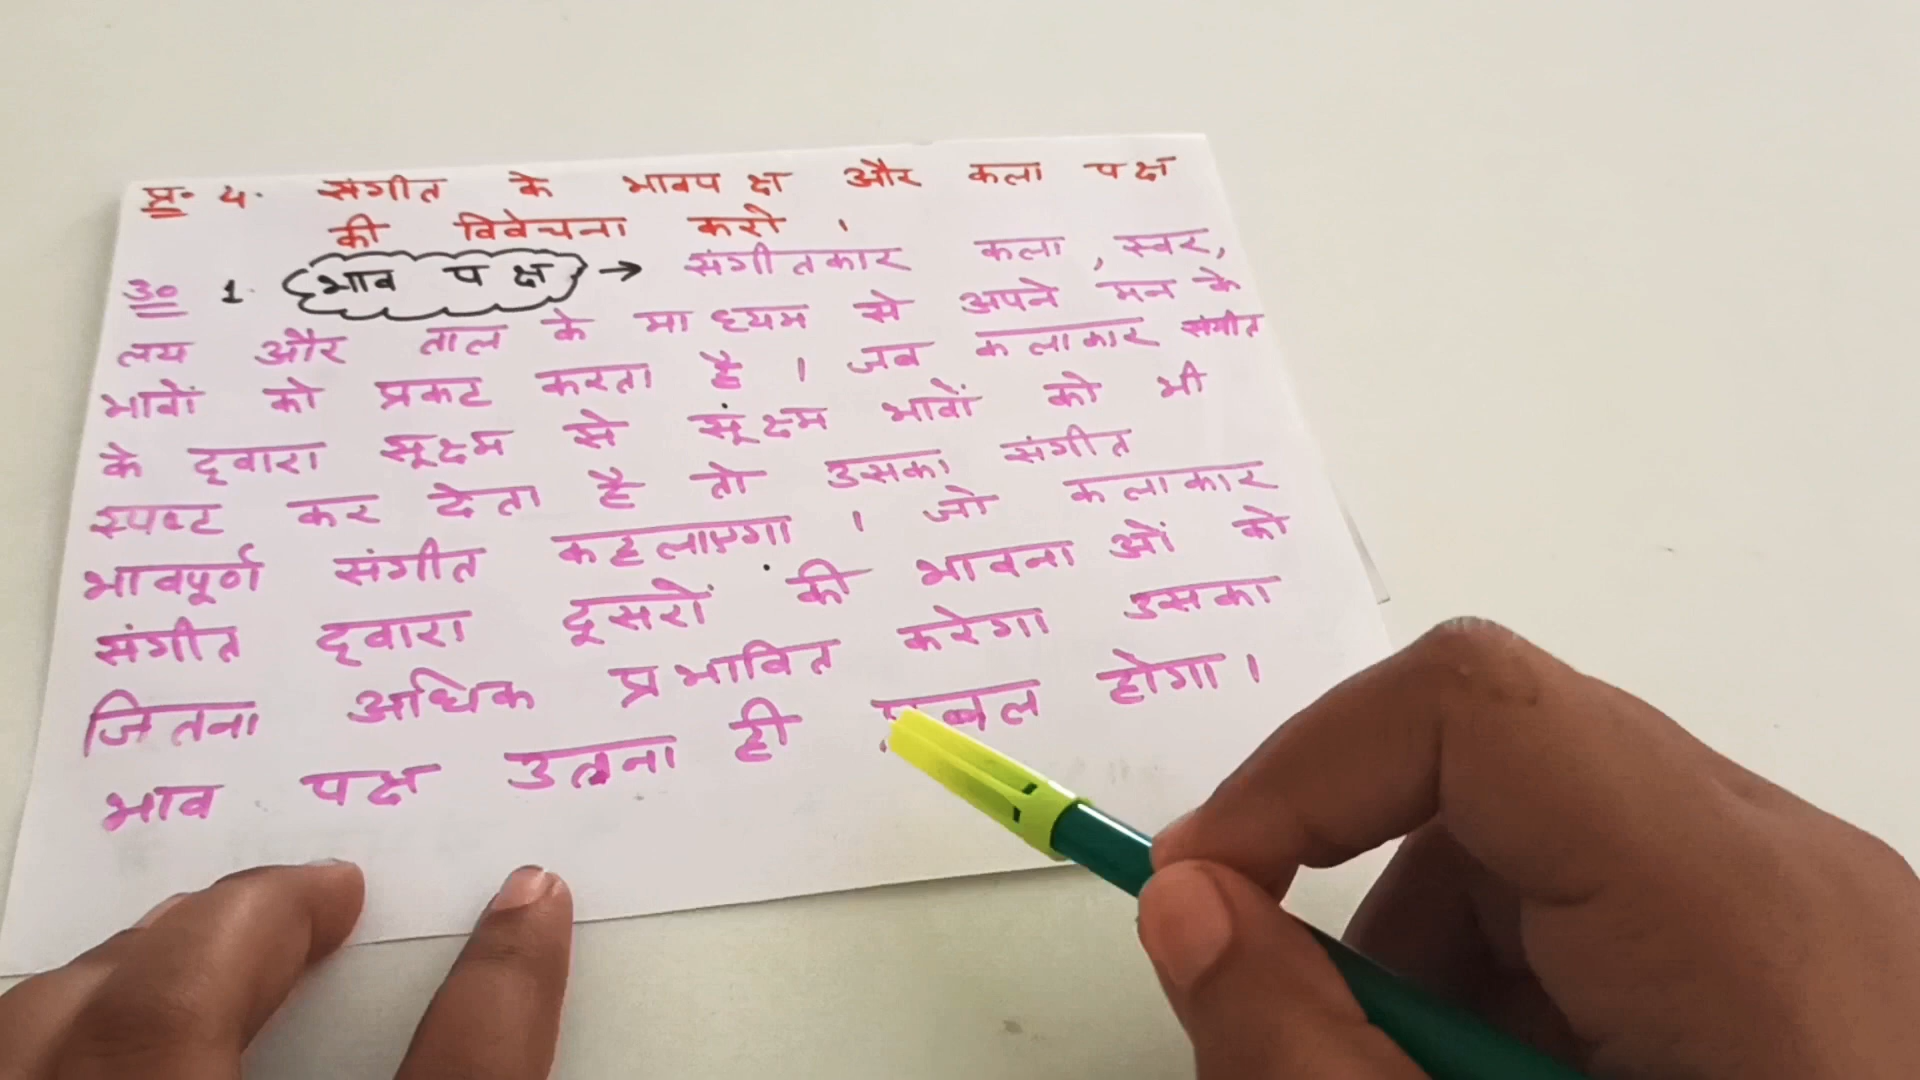 प्र॰ 4. संगीत के भावपक्ष और कला पक्ष
की विवेचना करो ।
उ० 1. भाव पक्ष → संगीतकार कला , स्वर,
लय और ताल के माध्यम से अपने मन के
भावों को प्रकट करता है । जब कलाकार संगीत
के द्वारा सूक्ष्म से सूक्ष्म भावों को भी
स्पष्ट कर देता है तो उसका संगीत
भावपूर्ण संगीत कहलाएगा । जो कलाकार
संगीत द्वारा दूसरों की भावनाओं को
जितना अधिक प्रभावित करेगा उसका
भाव पक्ष उतना ही होगा।